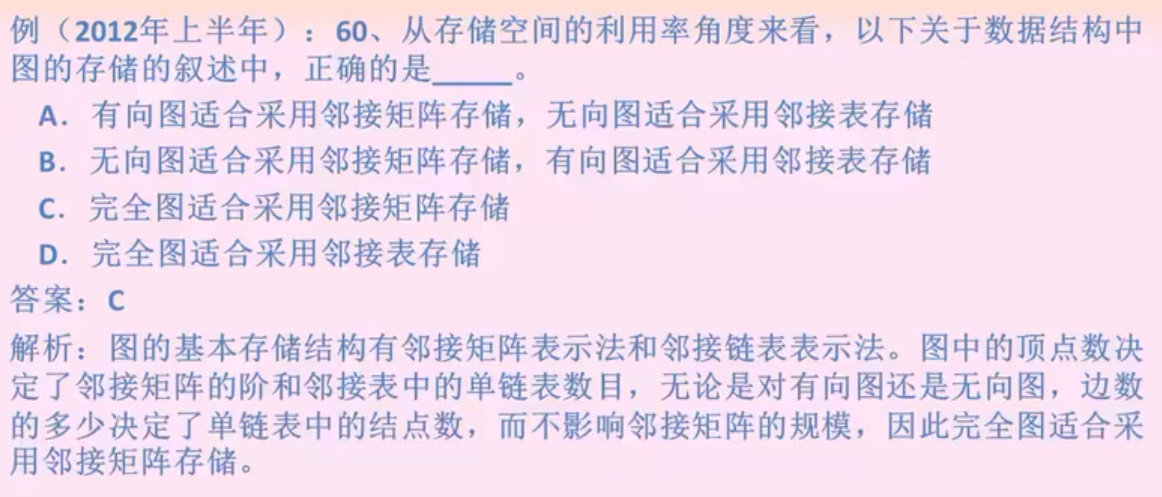 例（2012年上半年）：60、从存储空间的利用率角度来看，以下关于数据结构中
图的存储的叙述中，正确的是_____。
A．有向图适合采用邻接矩阵存储，无向图适合采用邻接表存储
B．无向图适合采用邻接矩阵存储，有向图适合采用邻接表存储
C．完全图适合采用邻接矩阵存储
D．完全图适合采用邻接表存储
答案：C
解析：图的基本存储结构有邻接矩阵表示法和邻接链表表示法。图中的顶点数决
定了邻接矩阵的阶和邻接表中的单链表数目，无论是对有向图还是无向图，边数
的多少决定了单链表中的结点数，而不影响邻接矩阵的规模，因此完全图适合采
用邻接矩阵存储。